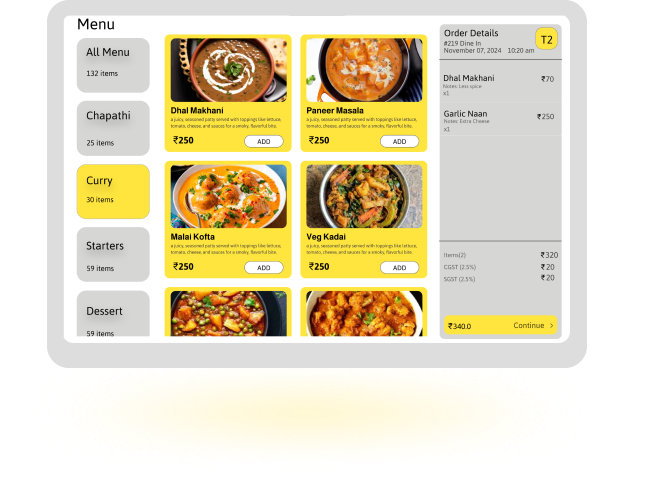 Menu
All Menu
132 items
Chapathi
25 items
Curry
30 items
Starters
59 items
Dessert
59 items
Dhal Makhani
a juicy, seasoned patty served with toppings like lettuce,
tomato, cheese, and sauces for a smoky, flavorful bite.
₹250
ADD
Paneer Masala
a juicy, seasoned patty served with toppings like lettuce,
tomato, cheese, and sauces for a smoky, flavorful bite.
₹250
ADD
Malai Kofta
a juicy, seasoned patty served with toppings like lettuce,
tomato, cheese, and sauces for a smoky, flavorful bite.
₹250
ADD
Veg Kadai
a juicy, seasoned patty served with toppings like lettuce,
tomato, cheese, and sauces for a smoky, flavorful bite.
₹250
ADD
Order Details
#219 Dine In
November 07, 2024 10:20 am
T2
Dhal Makhani ₹70
Notes: Less spice
x1
Garlic Naan ₹250
Notes: Extra Cheese
x1
Items(2) ₹320
CGST (2.5%) ₹20
SGST (2.5%) ₹20
₹340.0 Continue >